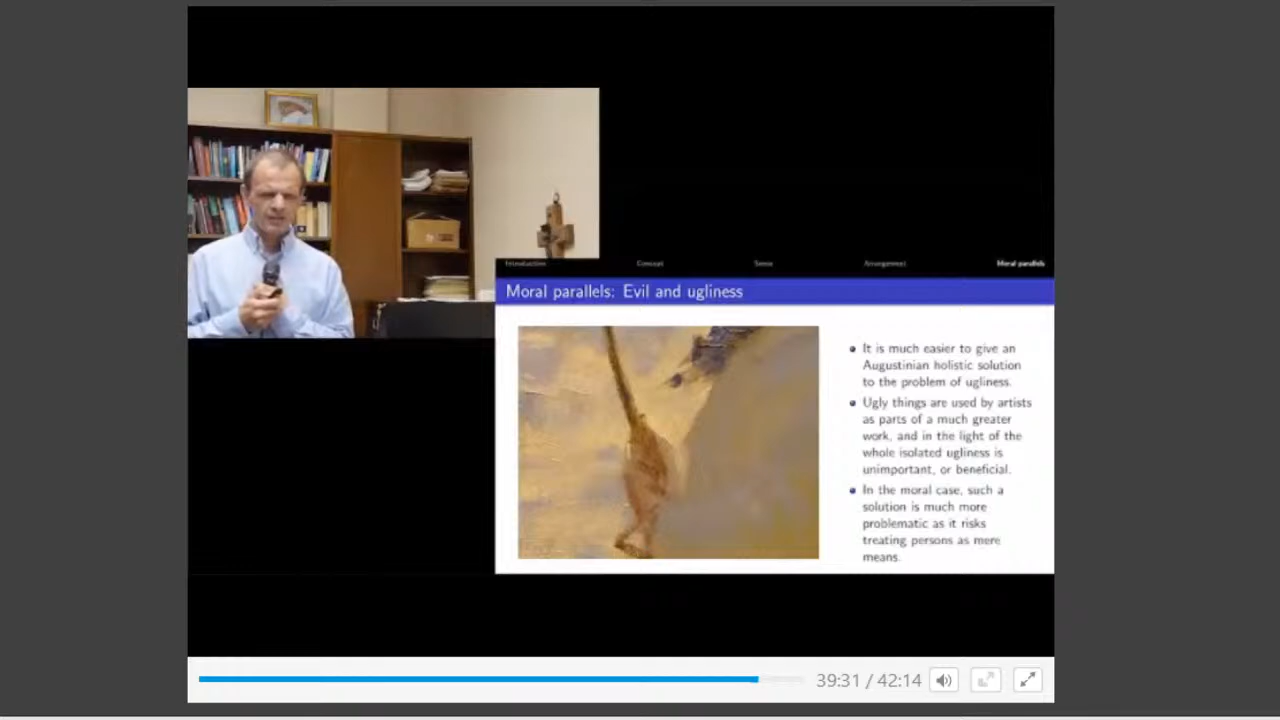 Introduction Concept Sense Arrangement Moral parallels
Moral parallels: Evil and ugliness
It is much easier to give an
Augustinian holistic solution
to the problem of ugliness.
Ugly things are used by artists
as parts of a much greater
work, and in the light of the
whole isolated ugliness is
unimportant, or beneficial.
In the moral case, such a
solution is much more
problematic as it risks
treating persons as mere
means.
39:31 / 42:14